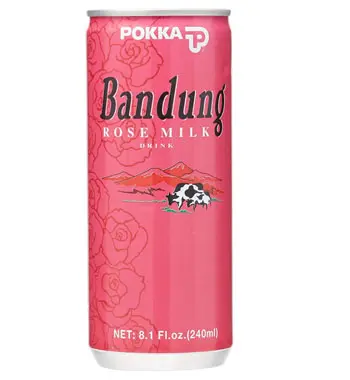 POKKA
Bandung
ROSE MILK
DRINK
NET: 8.1 Fl.oz.(240ml)